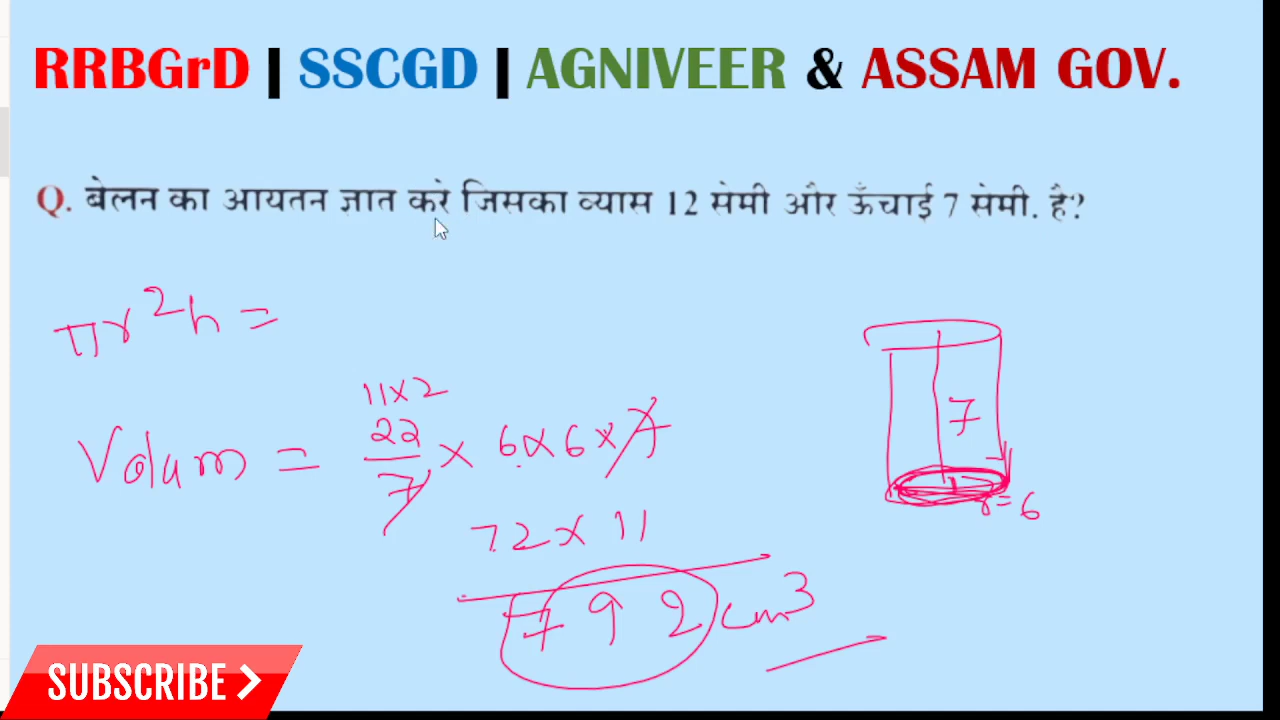 RRBGrD | SSCGD | AGNIVEER & ASSAM GOV.
Q. बेलन का आयतन ज्ञात करें जिसका व्यास 12 सेमी और ऊँचाई 7 सेमी. है?
πr²h =
11×2
Volum = 22/7 × 6×6×7
72×11
792 cm³
7
r=6
SUBSCRIBE